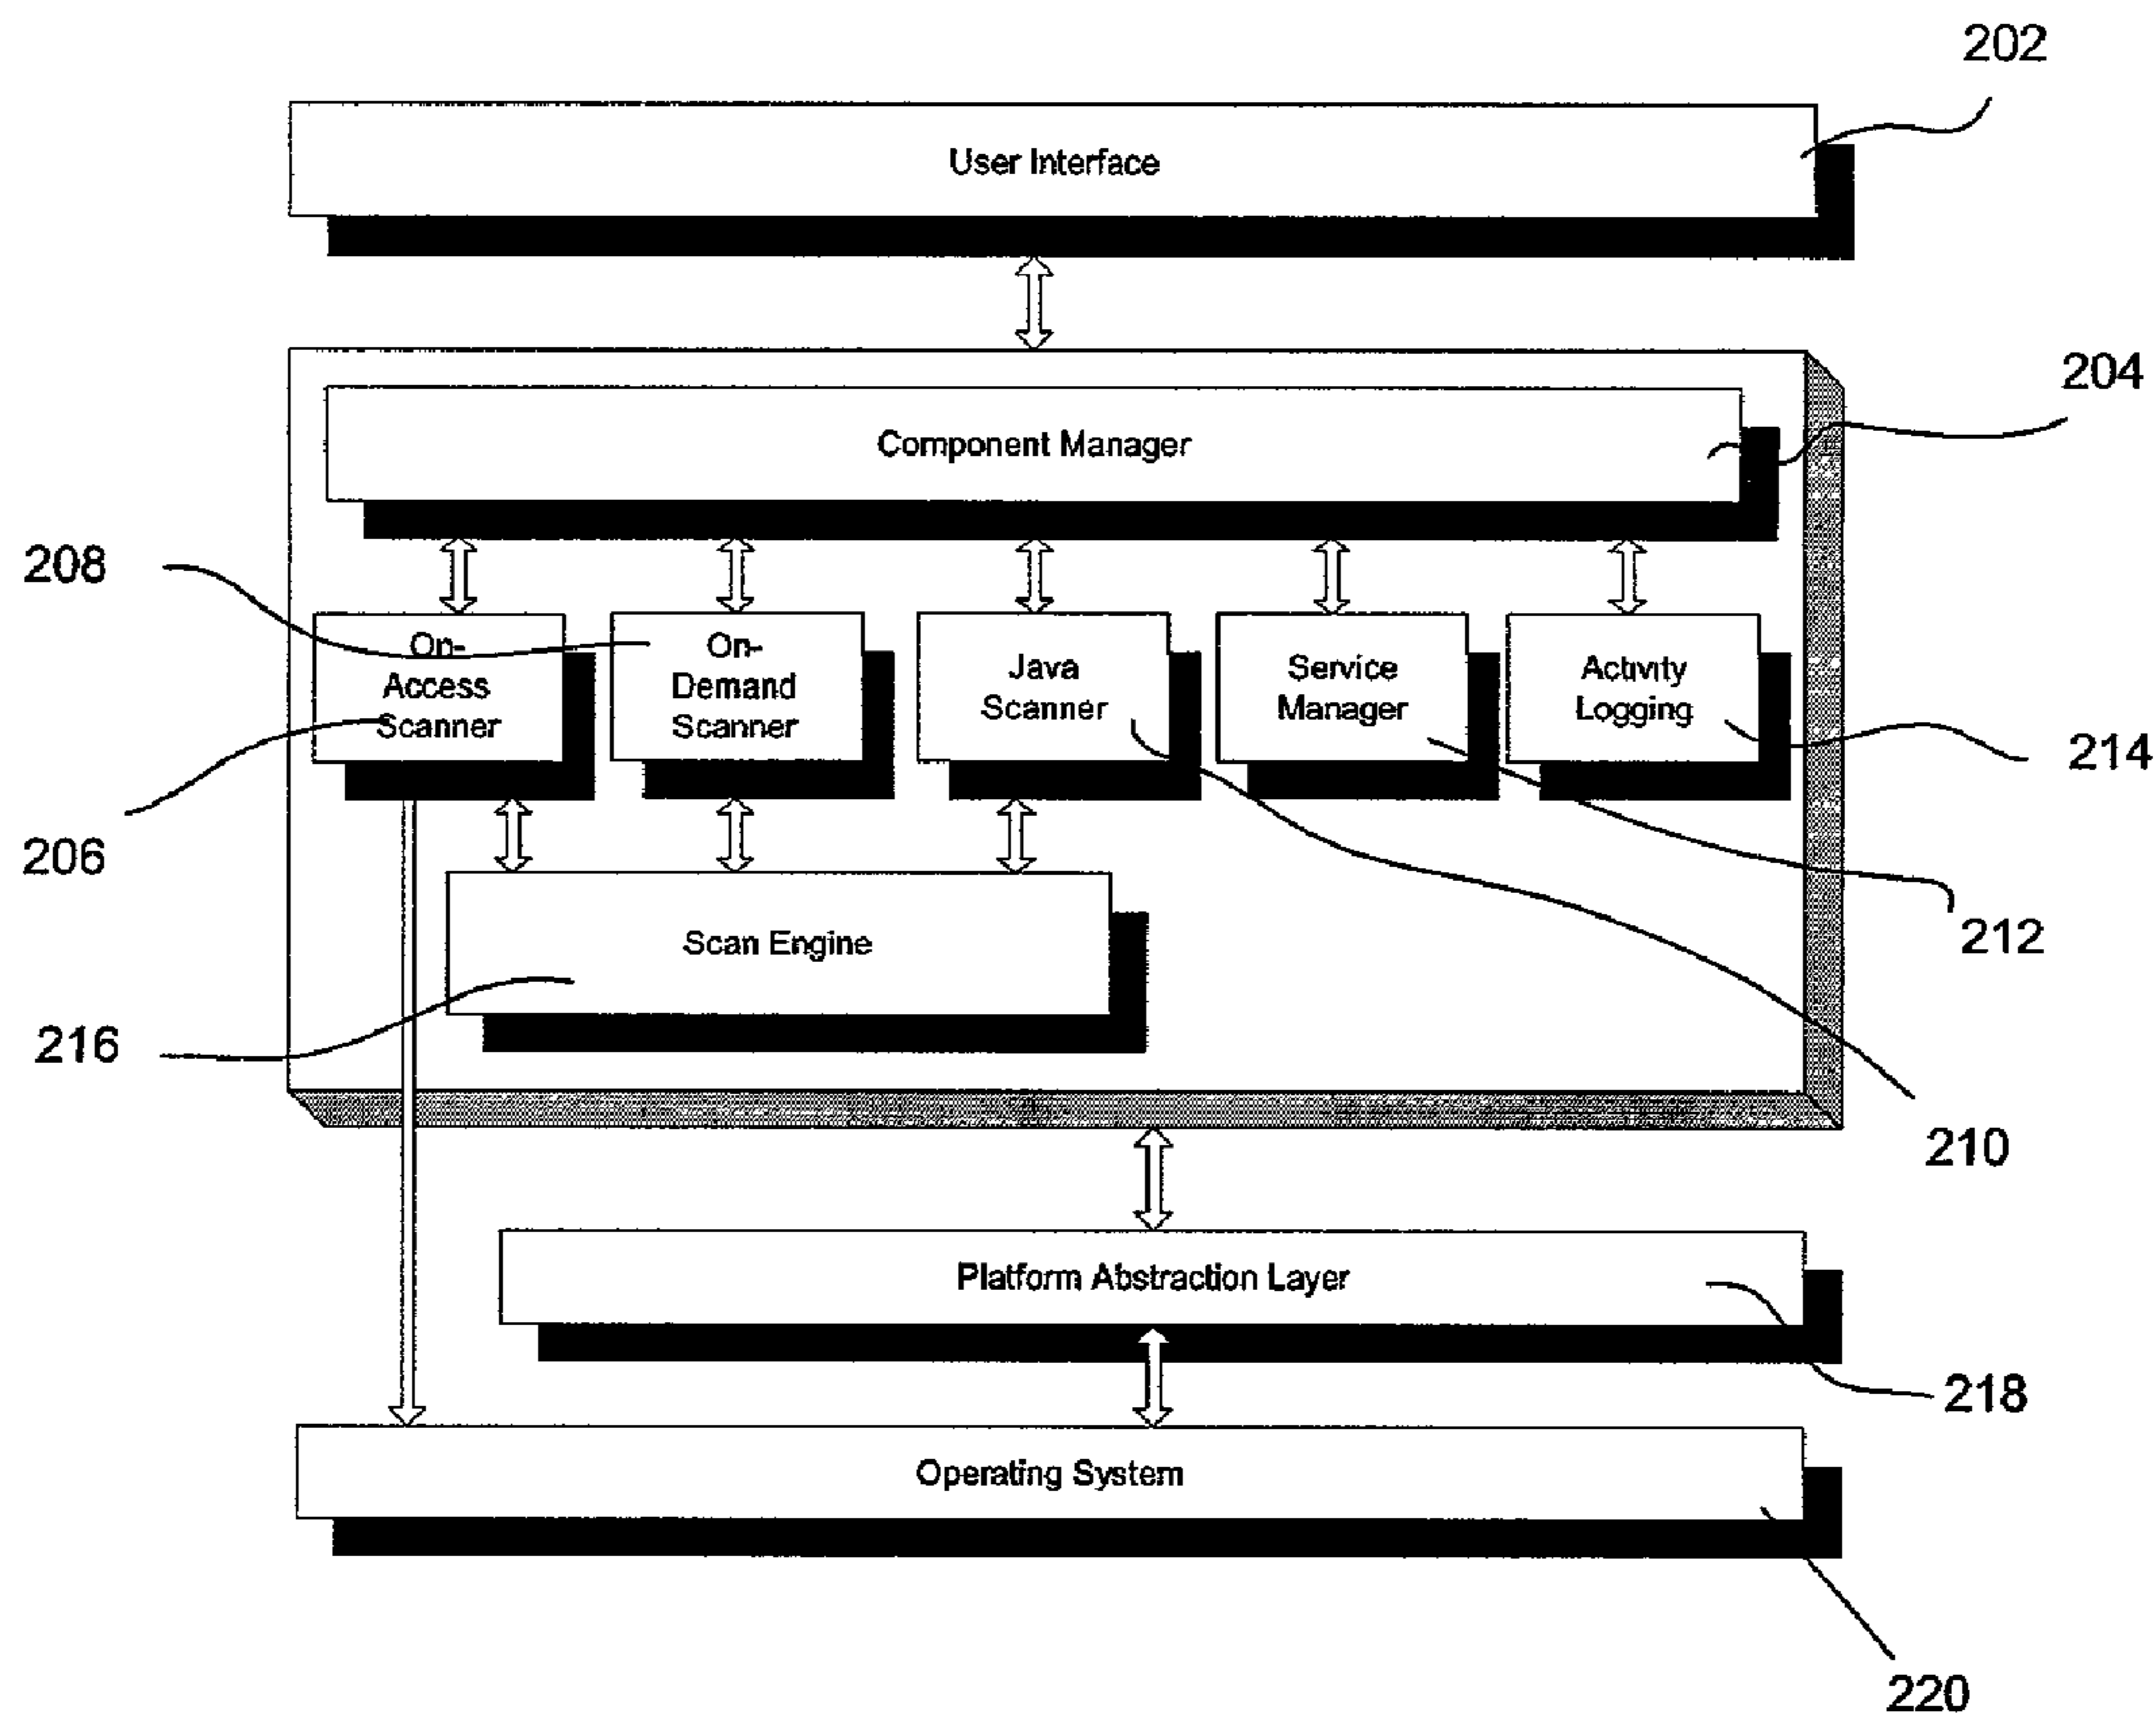 202
User Interface
204
Component Manager
208
On-
Access
Scanner
On-
Demand
Scanner
Java
Scanner
Service
Manager
Activity
Logging
214
206
212
Scan Engine
216
210
Platform Abstraction Layer
218
Operating System
220